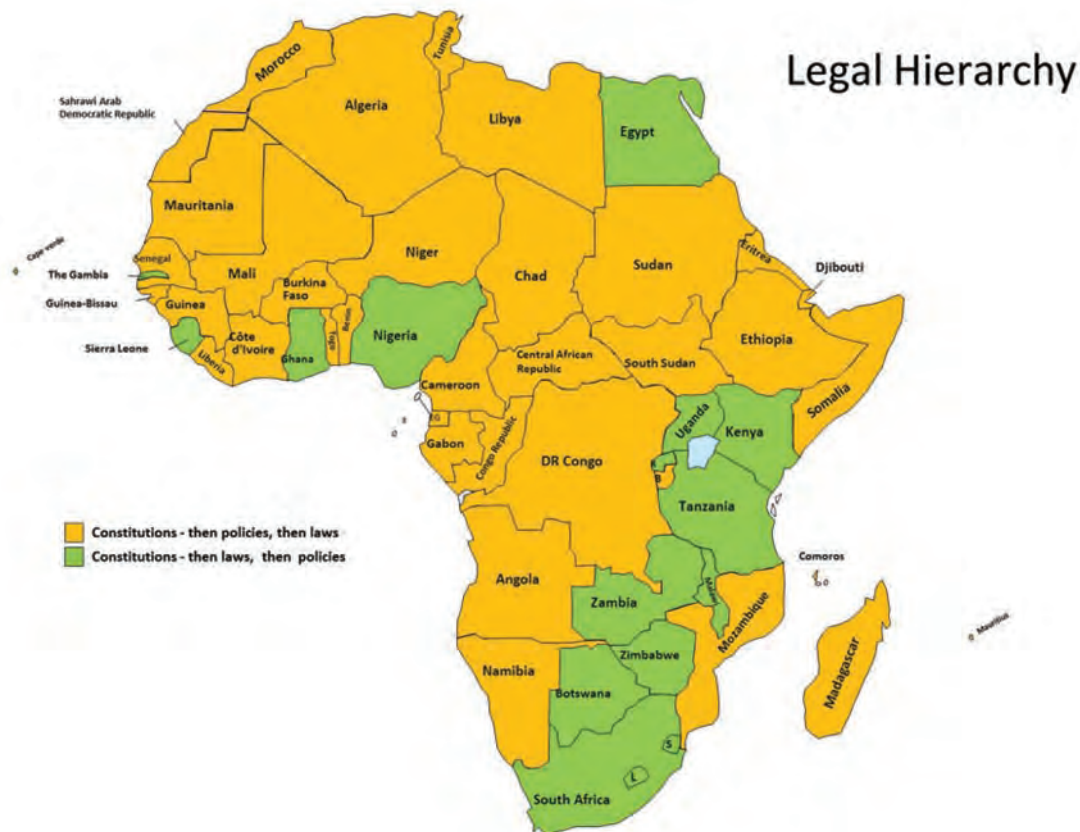 Legal Hierarchy
Morocco
Tunisia
Sahrawi Arab
Democratic Republic
Algeria
Libya
Egypt
Mauritania
Cape verde
Senegal
The Gambia
Guinea-Bissau
Mali
Niger
Chad
Sudan
Eritrea
Djibouti
Burkina
Faso
Guinea
Sierra Leone
Liberia
Côte
d'Ivoire
Ghana
Togo
Benin
Nigeria
Cameroon
Central African
Republic
South Sudan
Ethiopia
Somalia
EG
Gabon
Congo Republic
DR Congo
Uganda
Kenya
R
B
Tanzania
Constitutions - then policies, then laws
Constitutions - then laws, then policies
Angola
Zambia
Malawi
Comoros
Mozambique
Madagascar
Mauritius
Zimbabwe
Namibia
Botswana
S
L
South Africa